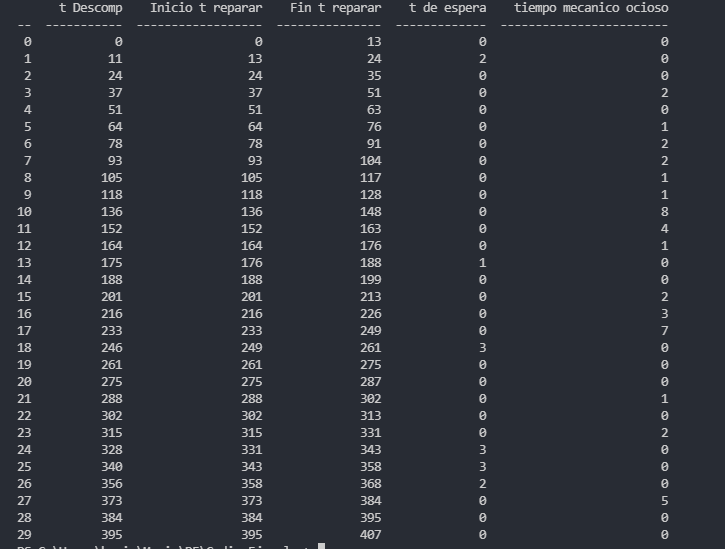 t Descomp Inicio t reparar Fin t reparar t de espera tiempo mecanico ocioso
-- ----------- ------------------ --------------- ------------- -----------------------
0 0 0 13 0 0
1 11 13 24 2 0
2 24 24 35 0 0
3 37 37 51 0 2
4 51 51 63 0 0
5 64 64 76 0 1
6 78 78 91 0 2
7 93 93 104 0 2
8 105 105 117 0 1
9 118 118 128 0 1
10 136 136 148 0 8
11 152 152 163 0 4
12 164 164 176 0 1
13 175 176 188 1 0
14 188 188 199 0 0
15 201 201 213 0 2
16 216 216 226 0 3
17 233 233 249 0 7
18 246 249 261 3 0
19 261 261 275 0 0
20 275 275 287 0 0
21 288 288 302 0 1
22 302 302 313 0 0
23 315 315 331 0 2
24 328 331 343 3 0
25 340 343 358 3 0
26 356 358 368 2 0
27 373 373 384 0 5
28 384 384 395 0 0
29 395 395 407 0 0